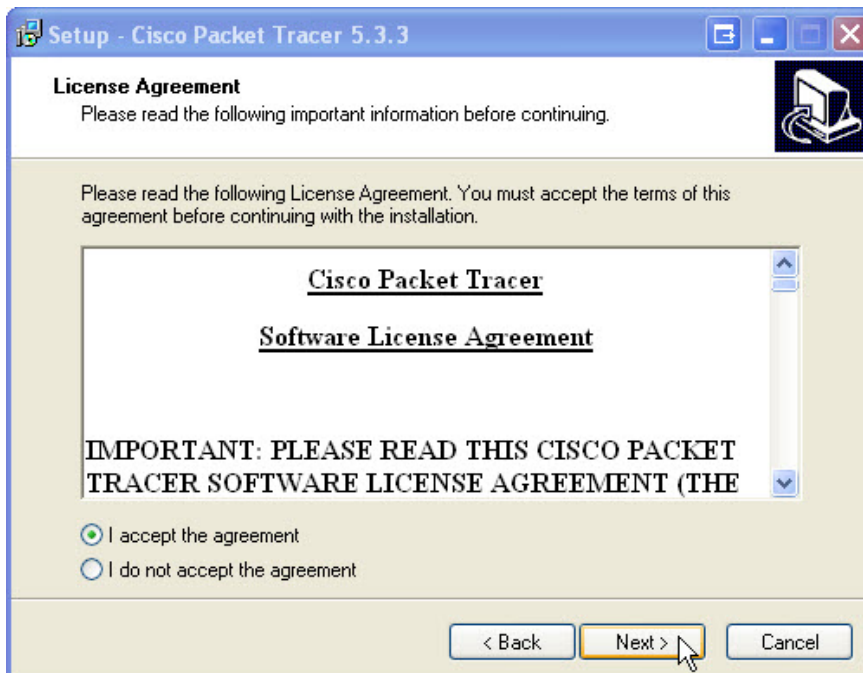 Setup - Cisco Packet Tracer 5.3.3
License Agreement
Please read the following important information before continuing.
Please read the following License Agreement. You must accept the terms of this
agreement before continuing with the installation.
Cisco Packet Tracer
Software License Agreement
IMPORTANT: PLEASE READ THIS CISCO PACKET
TRACER SOFTWARE LICENSE AGREEMENT (THE
I accept the agreement
I do not accept the agreement
< Back
Next >
Cancel